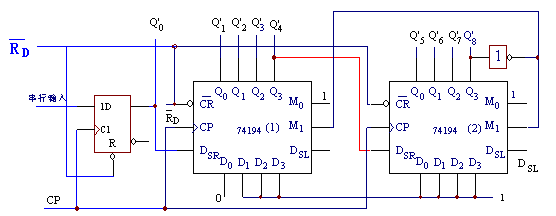 Q'0 Q'1 Q'2 Q'3 Q'4 Q'5 Q'6 Q'7 Q'8
R̅D
1
串行输入
1D
C1
R
R̅D
Q0 Q1 Q2 Q3
C̅R̅ M0 1
CP 74194 (1) M1
DSR D0 D1 D2 D3 DSL
Q0 Q1 Q2 Q3
C̅R̅ M0 1
CP 74194 (2) M1
DSR D0 D1 D2 D3 DSL
DSL
CP
0
1